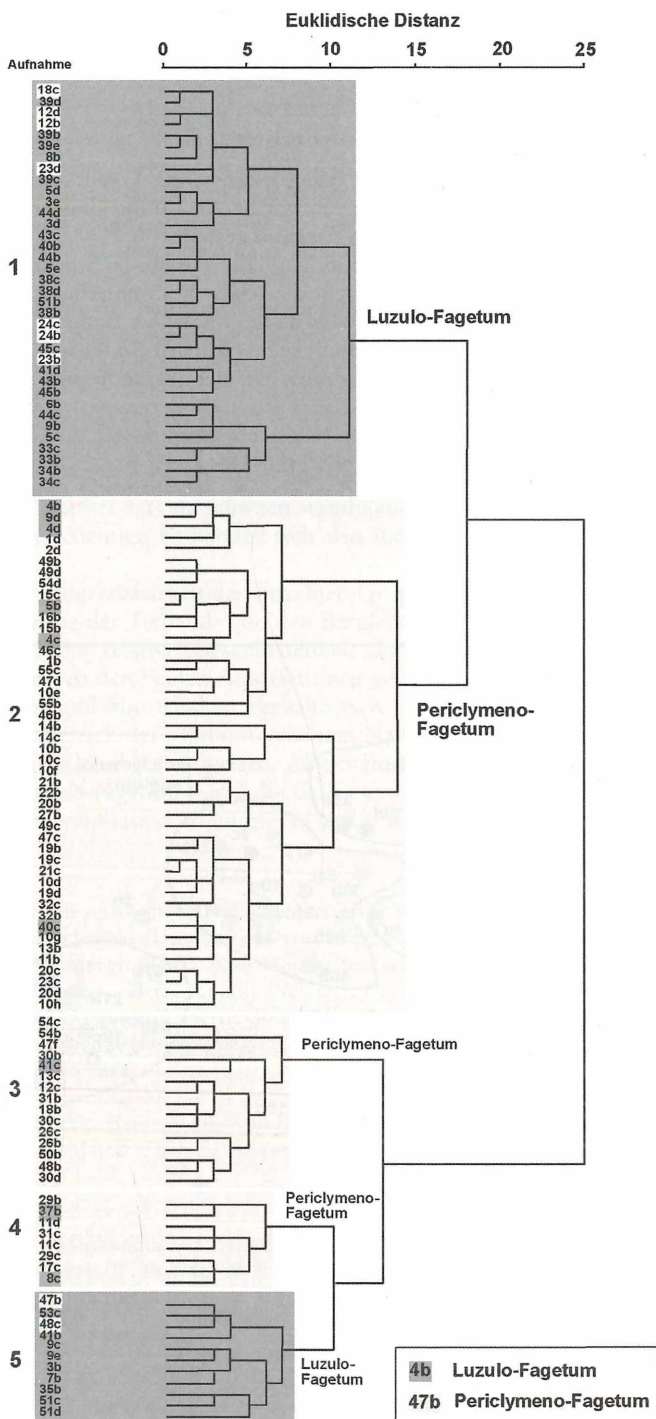 Euklidische Distanz
0 5 10 15 20 25
Aufnahme
18c
39d
12d
12b
39b
39e
8b
23d
39c
5d
3e
44d
3d
43c
40b
44b
5e
38c
38d
51b
38b
24c
24b
45c
23b
41d
43b
45b
6b
44c
9b
5c
33c
33b
34b
34c
1
Luzulo-Fagetum
4b
9d
4d
1d
2d
49b
49d
54d
15c
5b
16b
15b
4c
46c
1b
55c
47d
10e
55b
46b
14b
14c
10b
10c
10f
21b
22b
20b
27b
49c
47c
19b
19c
21c
10d
19d
32c
32b
40c
10g
13b
11b
20c
23c
20d
10h
2
Periclymeno-
Fagetum
54c
54b
47f
30b
41c
13c
12c
31b
18b
30c
26c
26b
50b
48b
30d
3
Periclymeno-Fagetum
29b
37b
11d
31c
11c
29c
17c
8c
4
Periclymeno-
Fagetum
47b
53c
48c
41b
9c
9e
3b
7b
35b
51c
51d
5
Luzulo-
Fagetum
4b Luzulo-Fagetum
47b Periclymeno-Fagetum